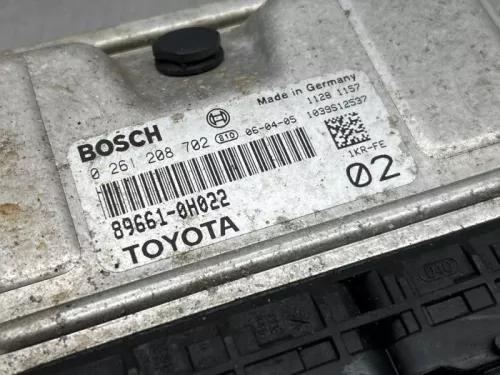 BOSCH
Made in Germany
0 261 208 702 810 06-04-05
1128 1157
1039S12537
1KR-FE
89661-0H022
02
TOYOTA